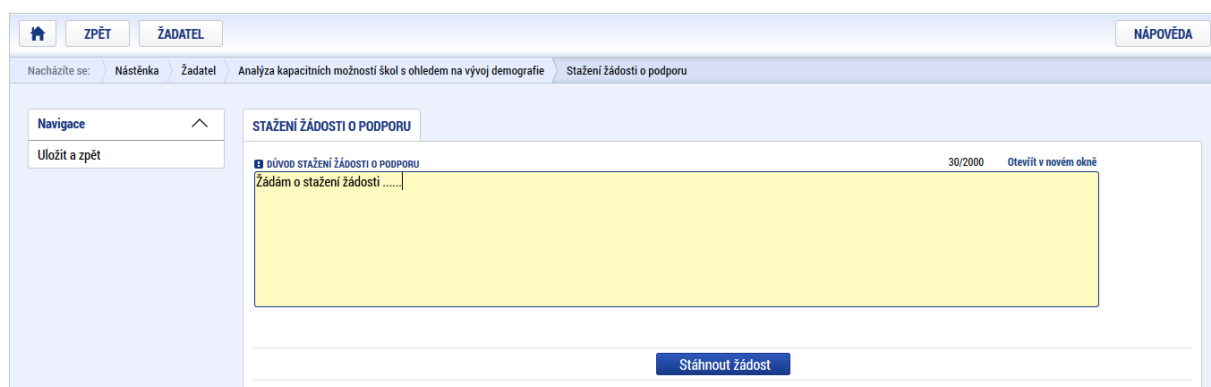 ZPĚT ŽADATEL NÁPOVĚDA
Nacházíte se: Nástěnka Žadatel Analýza kapacitních možností škol s ohledem na vývoj demografie Stažení žádosti o podporu
Navigace
Uložit a zpět
STAŽENÍ ŽÁDOSTI O PODPORU
DŮVOD STAŽENÍ ŽÁDOSTI O PODPORU 30/2000 Otevřít v novém okně
Žádám o stažení žádosti ......
Stáhnout žádost